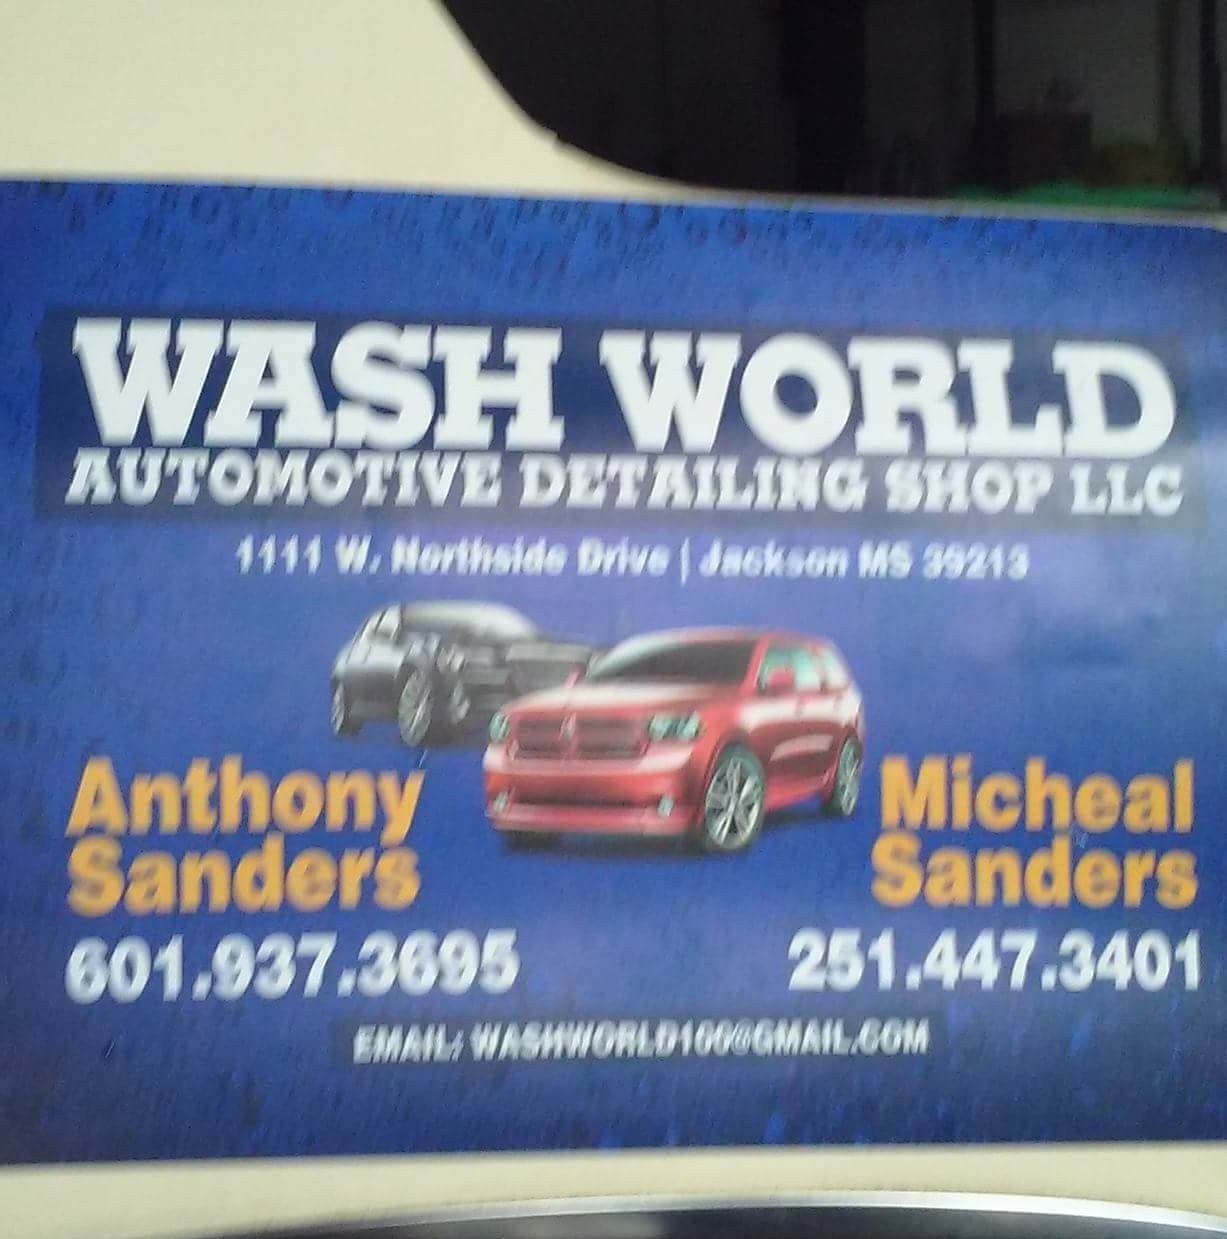 WASH WORLD
AUTOMOTIVE DETAILING SHOP LLC
1111 W. Northside Drive | Jackson MS 39213
Anthony
Sanders
601.937.3695
Micheal
Sanders
251.447.3401
EMAIL: WASHWORLD100@GMAIL.COM